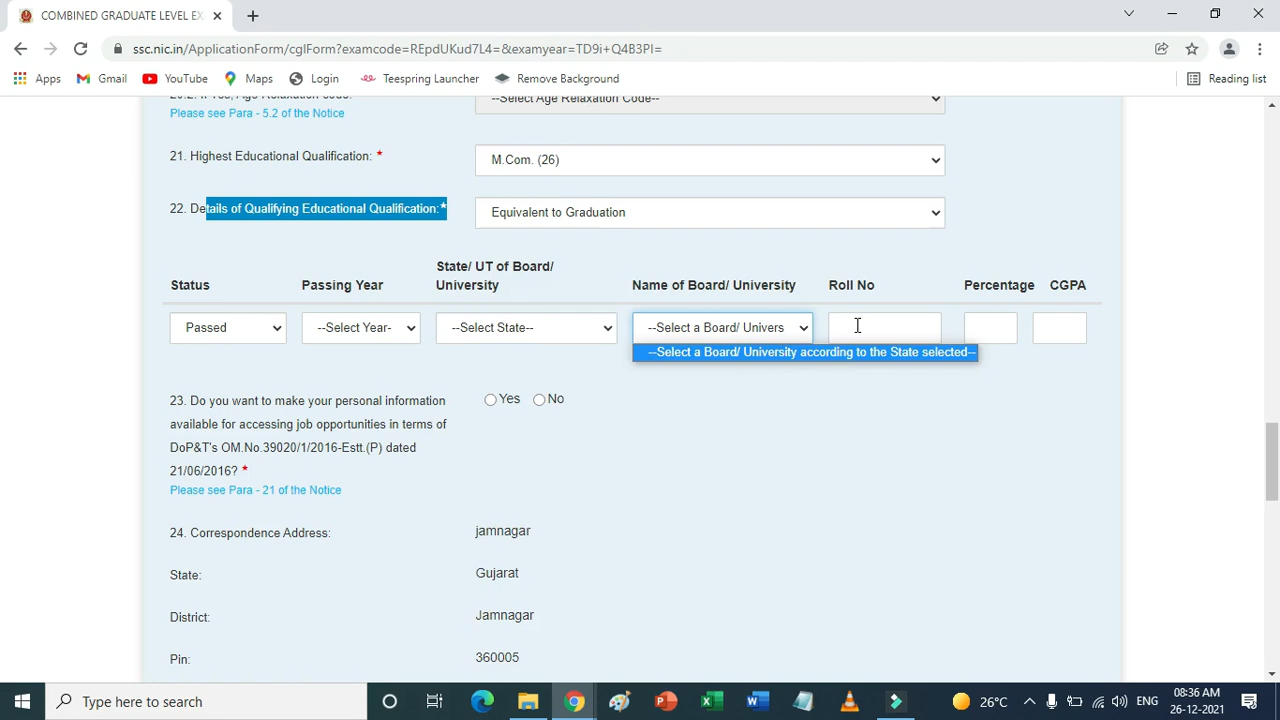 COMBINED GRADUATE LEVEL EX
ssc.nic.in/ApplicationForm/cglForm?examcode=REpdUKud7L4=&examyear=TD9i+Q4B3PI=
Apps Gmail YouTube Maps Login Teespring Launcher Remove Background Reading list
--Select Age Relaxation Code--
Please see Para - 5.2 of the Notice
21. Highest Educational Qualification: * M.Com. (26)
22. Details of Qualifying Educational Qualification:* Equivalent to Graduation
State/ UT of Board/
Status Passing Year University Name of Board/ University Roll No Percentage CGPA
Passed --Select Year- --Select State-- --Select a Board/ Univers
--Select a Board/ University according to the State selected--
23. Do you want to make your personal information Yes No
available for accessing job opportunities in terms of
DoP&T's OM.No.39020/1/2016-Estt.(P) dated
21/06/2016? *
Please see Para - 21 of the Notice
24. Correspondence Address: jamnagar
State: Gujarat
District: Jamnagar
Pin: 360005
Type here to search 26°C ENG 08:36 AM
26-12-2021